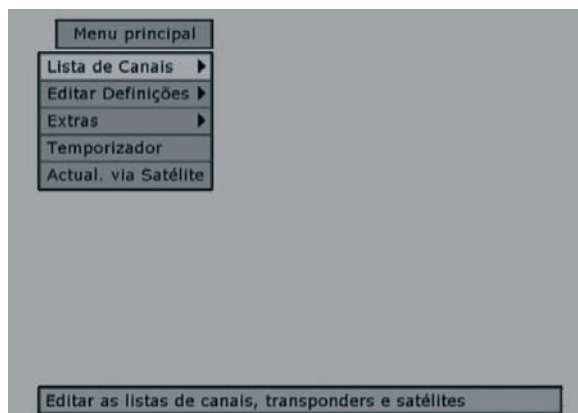 Menu principal
Lista de Canais
Editar Definições
Extras
Temporizador
Actual. via Satélite
Editar as listas de canais, transponders e satélites